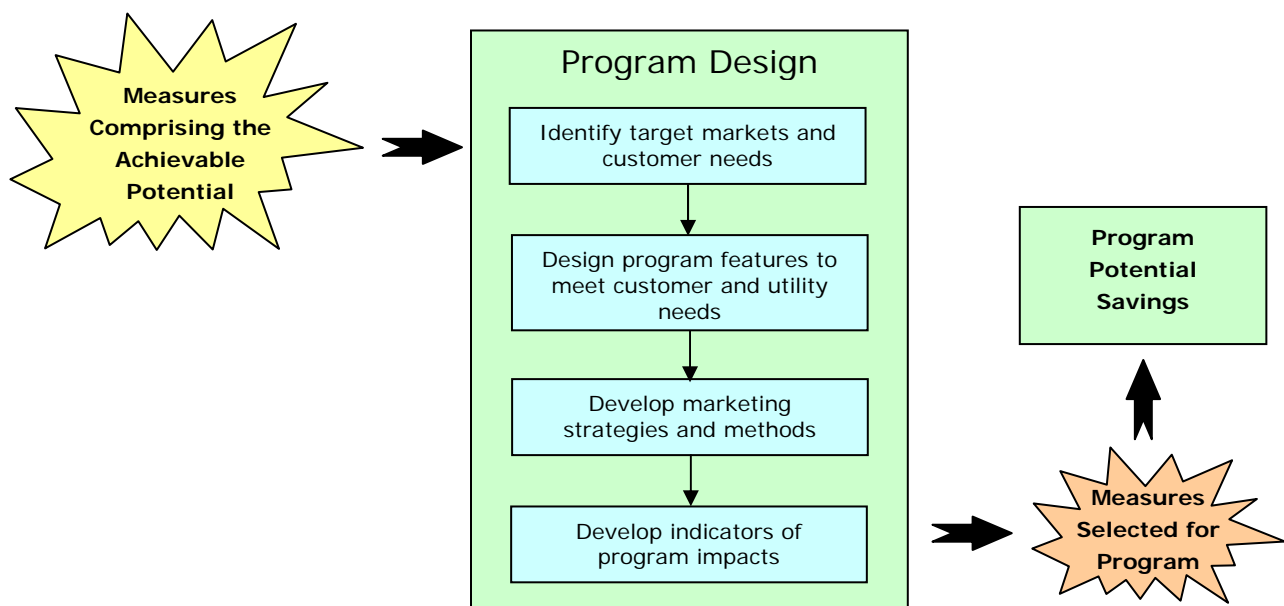 Measures
Comprising the
Achievable
Potential
Program Design
Identify target markets and
customer needs
Design program features to
meet customer and utility
needs
Develop marketing
strategies and methods
Develop indicators of
program impacts
Measures
Selected for
Program
Program
Potential
Savings